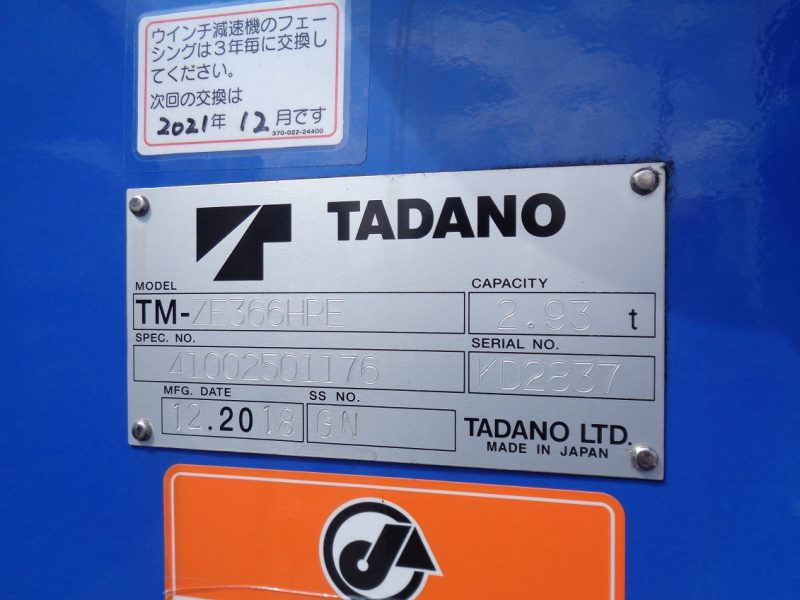 ウインチ減速機のフェー
シングは3年毎に交換し
てください。
次回の交換は
2021年 12月です
370-022-24400
TADANO
MODEL
TM-ZE366HRE
CAPACITY
2.93 t
SPEC. NO.
41002501176
SERIAL NO.
KD2837
MFG. DATE
12.2018
SS NO.
GN
TADANO LTD.
MADE IN JAPAN